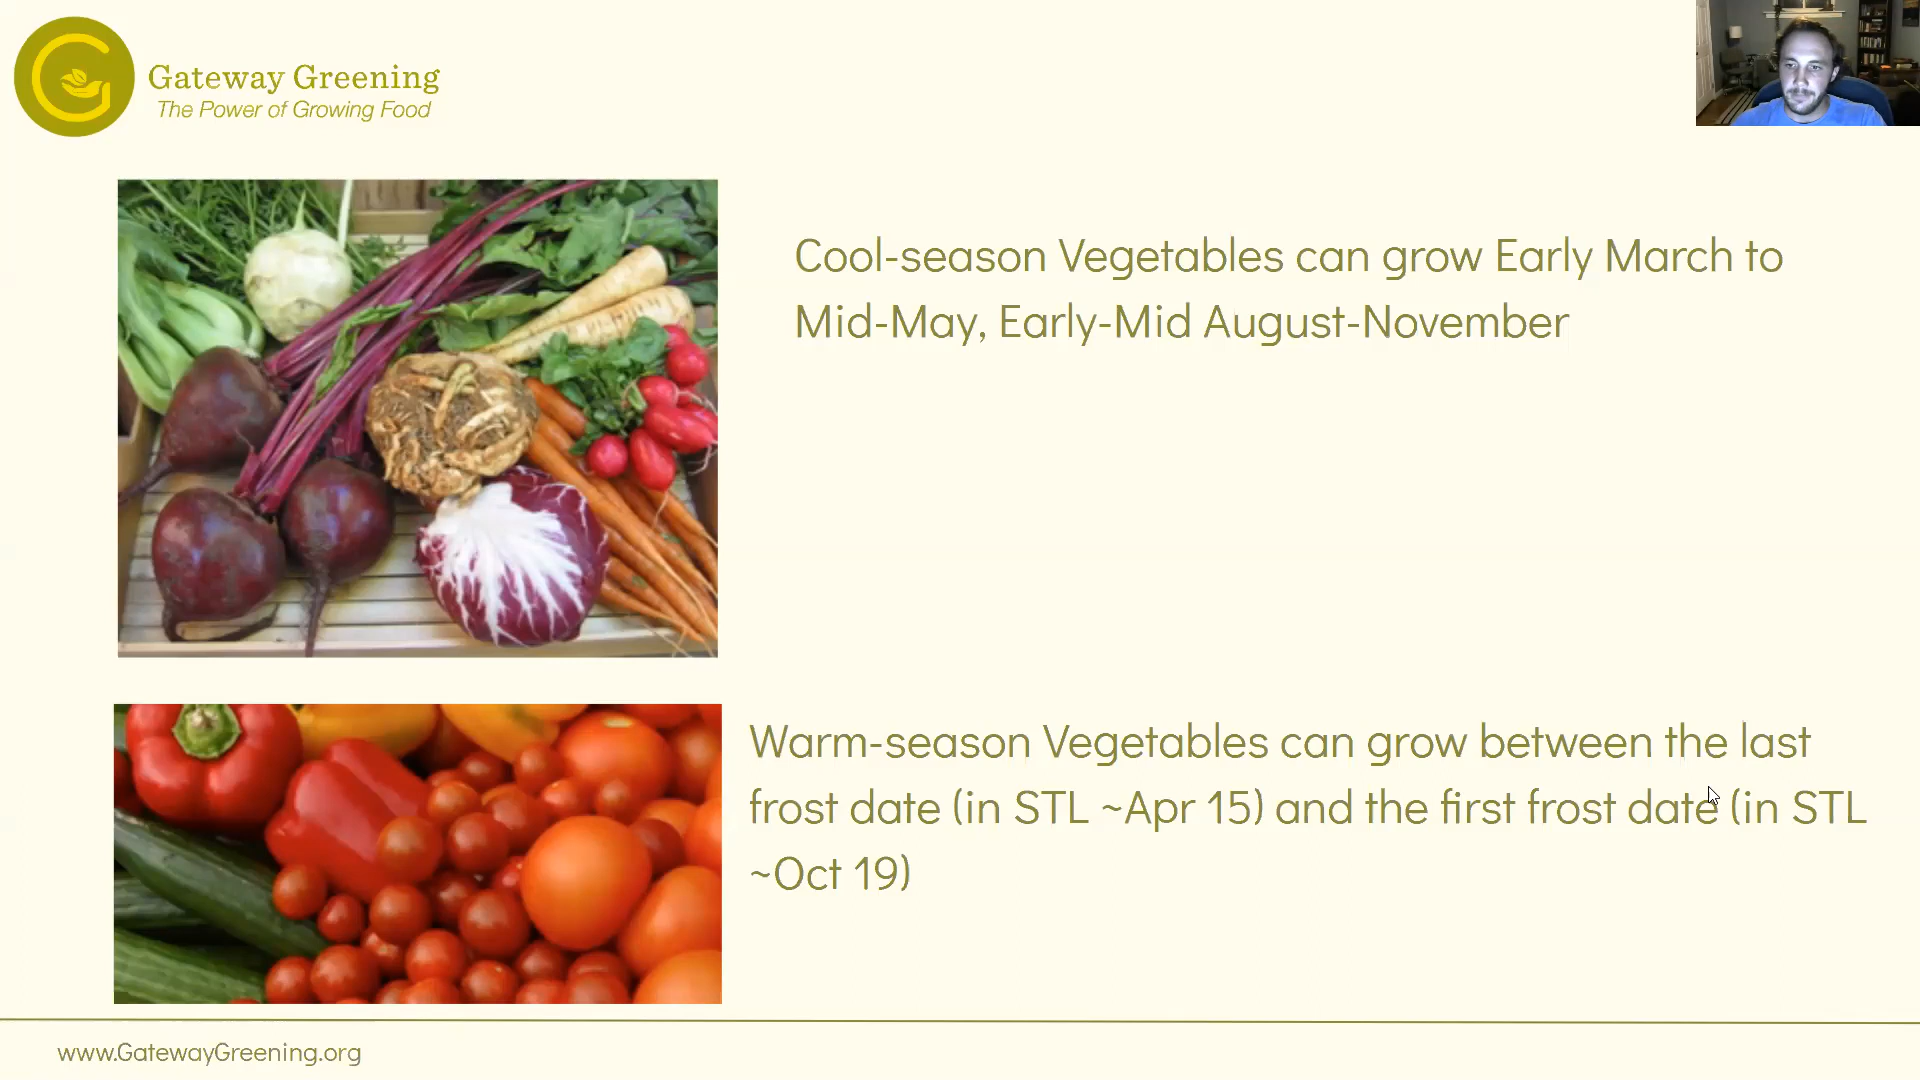 Gateway Greening
The Power of Growing Food
Cool-season Vegetables can grow Early March to
Mid-May, Early-Mid August-November
Warm-season Vegetables can grow between the last
frost date (in STL ~Apr 15) and the first frost date (in STL
~Oct 19)
www.GatewayGreening.org